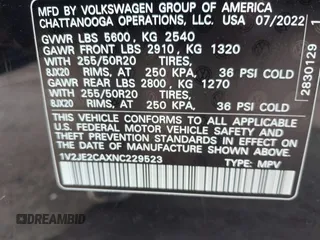 MFD BY VOLKSWAGEN GROUP OF AMERICA
CHATTANOOGA OPERATIONS, LLC. USA 07/2022
GVWR LBS 5600, KG 2540
GAWR FRONT LBS 2910, KG 1320
WITH 255/50R20 TIRES,
8JX20 RIMS, AT 250 KPA, 36 PSI COLD
GAWR REAR LBS 2800, KG 1270
WITH 255/50R20 TIRES,
8JX20 RIMS, AT 250 KPA, 36 PSI COLD
THIS VEHICLE CONFORMS TO ALL APPLICABLE
U.S. FEDERAL MOTOR VEHICLE SAFETY AND
THEFT PREVENTION STANDARDS IN EFFECT ON
THE DATE OF MANUFACTURE SHOWN ABOVE.
1V2JE2CAXNC229523 TYPE: MPV
2830129 1
DREAMBID